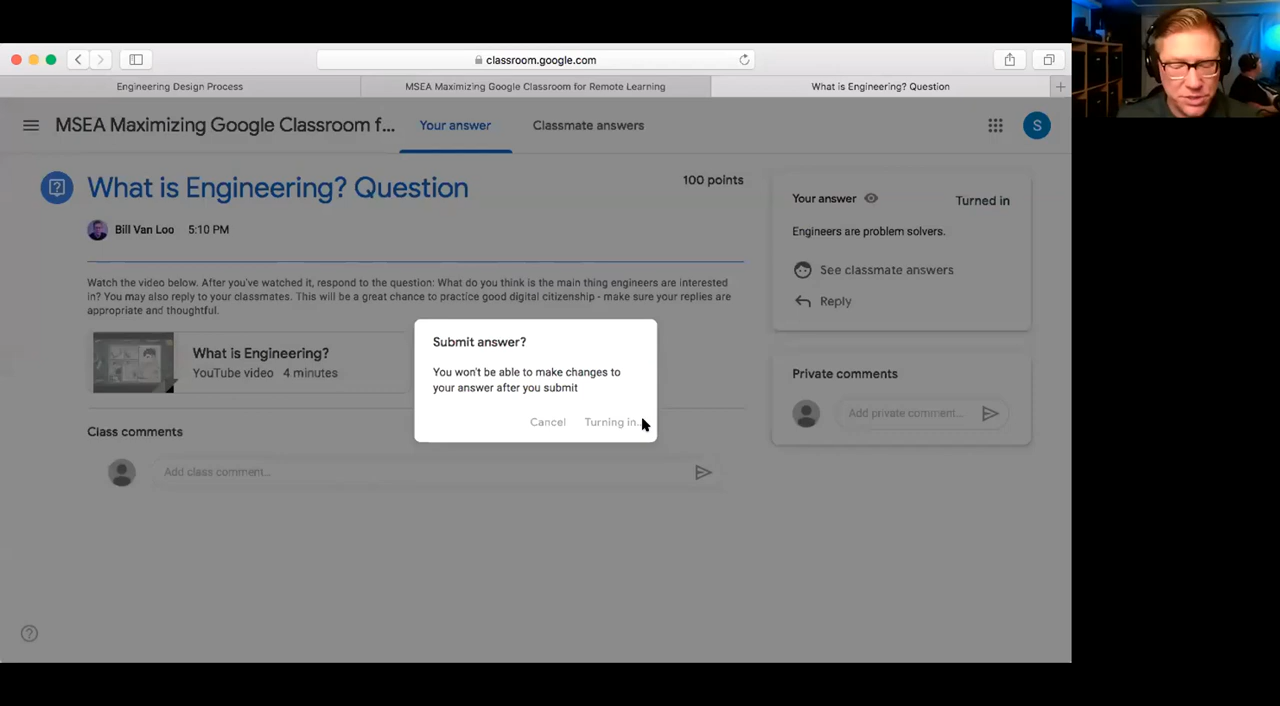 classroom.google.com
Engineering Design Process
MSEA Maximizing Google Classroom for Remote Learning
What is Engineering? Question
MSEA Maximizing Google Classroom f...
Your answer
Classmate answers
S
What is Engineering? Question
100 points
Bill Van Loo 5:10 PM
Watch the video below. After you've watched it, respond to the question: What do you think is the main thing engineers are interested
in? You may also reply to your classmates. This will be a great chance to practice good digital citizenship - make sure your replies are
appropriate and thoughtful.
What is Engineering?
YouTube video 4 minutes
Class comments
Add class comment...
Submit answer?
You won't be able to make changes to
your answer after you submit
Cancel Turning in...
Your answer
Turned in
Engineers are problem solvers.
See classmate answers
Reply
Private comments
Add private comment...